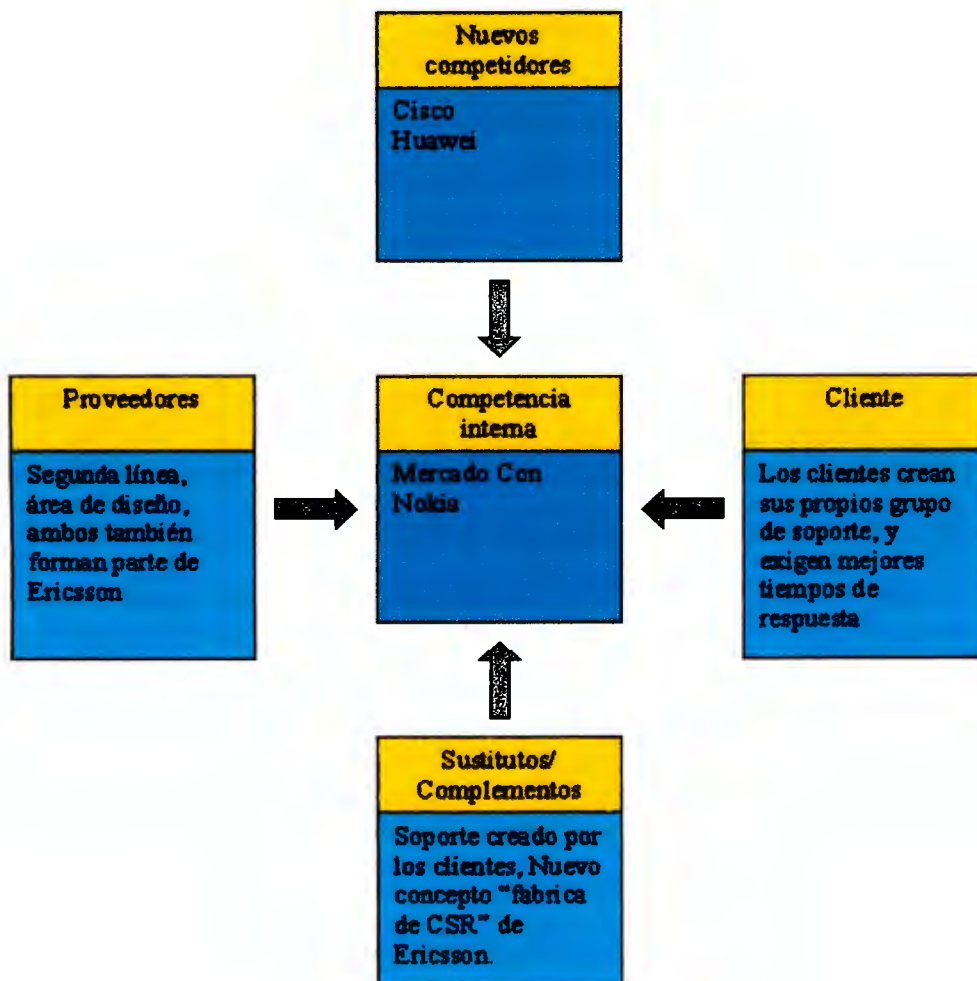 Nuevos
competidores
Cisco
Huawei
Proveedores
Segunda línea,
área de diseño,
ambos también
forman parte de
Ericsson
Competencia
interna
Mercado Con
Nokia
Cliente
Los clientes crean
sus propios grupo
de soporte, y
exigen mejores
tiempos de
respuesta
Sustitutos/
Complementos
Soporte creado por
los clientes, Nuevo
concepto "fabrica
de CSR" de
Ericsson.